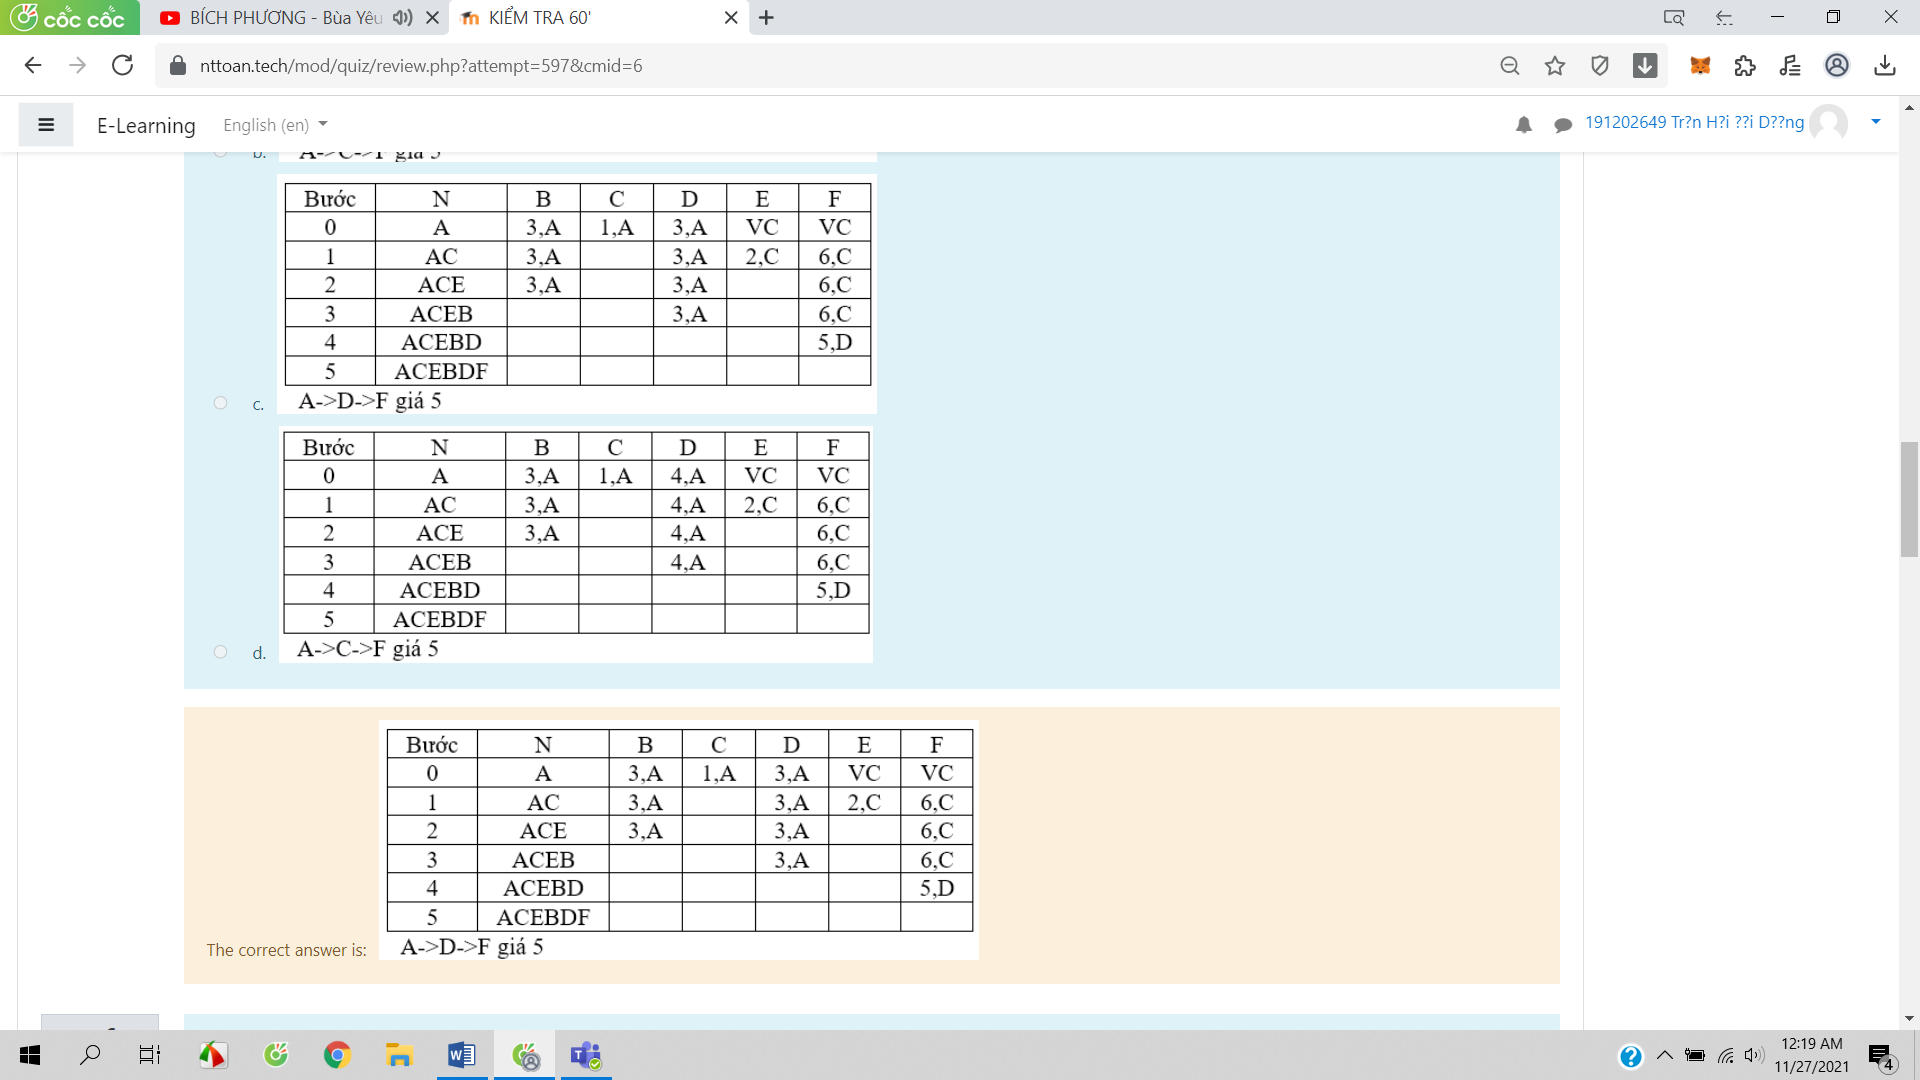 cốc cốc
BÍCH PHƯƠNG - Bùa Yêu
KIỂM TRA 60'
nttoan.tech/mod/quiz/review.php?attempt=597&cmid=6
E-Learning
English (en)
191202649 Tr?n H?i ??i D??ng
b. A->C->F giá 5
Bước N B C D E F
0 A 3,A 1,A 3,A VC VC
1 AC 3,A 3,A 2,C 6,C
2 ACE 3,A 3,A 6,C
3 ACEB 3,A 6,C
4 ACEBD 5,D
5 ACEBDF
c. A->D->F giá 5
Bước N B C D E F
0 A 3,A 1,A 4,A VC VC
1 AC 3,A 4,A 2,C 6,C
2 ACE 3,A 4,A 6,C
3 ACEB 4,A 6,C
4 ACEBD 5,D
5 ACEBDF
d. A->C->F giá 5
Bước N B C D E F
0 A 3,A 1,A 3,A VC VC
1 AC 3,A 3,A 2,C 6,C
2 ACE 3,A 3,A 6,C
3 ACEB 3,A 6,C
4 ACEBD 5,D
5 ACEBDF
The correct answer is: A->D->F giá 5
12:19 AM
11/27/2021
4